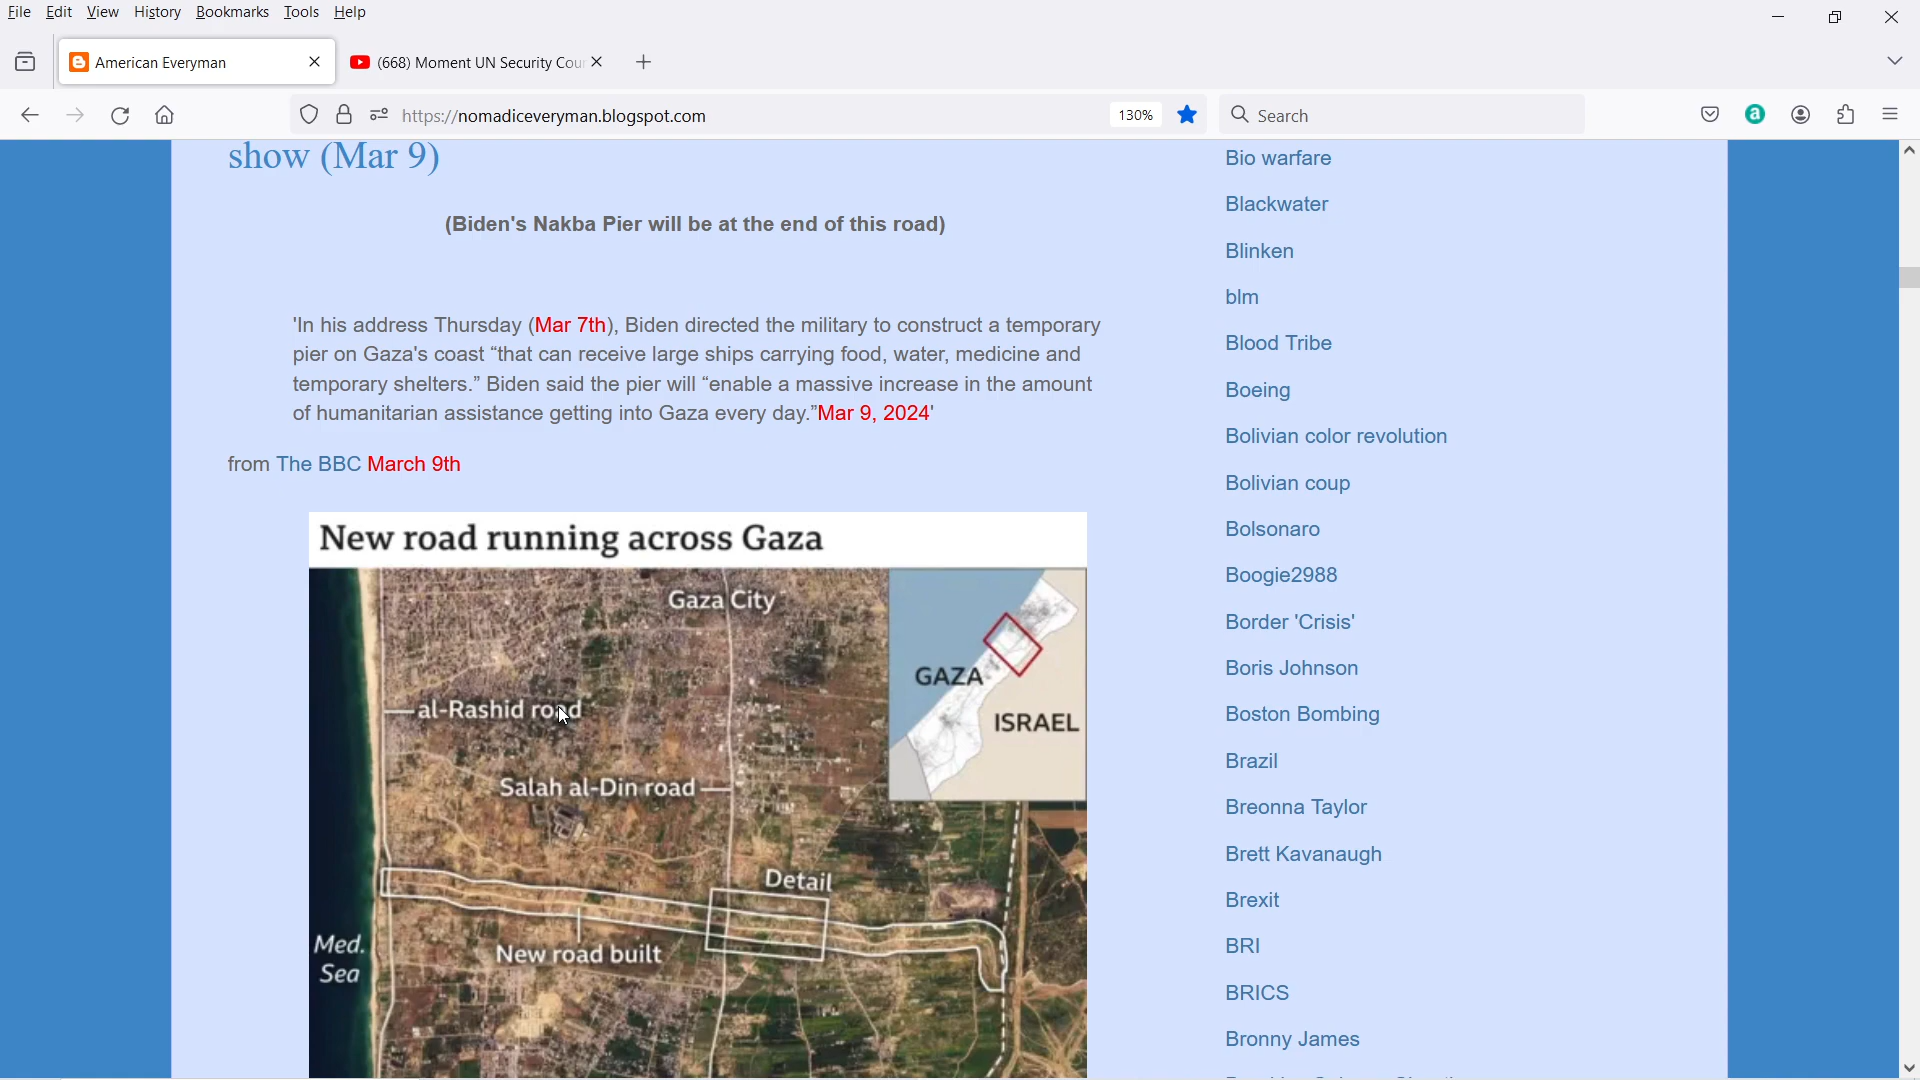 File Edit View History Bookmarks Tools Help
American Everyman
(668) Moment UN Security Cou
https://nomadiceveryman.blogspot.com
130%
Search
show (Mar 9)
(Biden's Nakba Pier will be at the end of this road)
'In his address Thursday (Mar 7th), Biden directed the military to construct a temporary
pier on Gaza's coast “that can receive large ships carrying food, water, medicine and
temporary shelters.” Biden said the pier will “enable a massive increase in the amount
of humanitarian assistance getting into Gaza every day.”Mar 9, 2024'
from The BBC March 9th
New road running across Gaza
Gaza City
GAZA
ISRAEL
al-Rashid road
Salah al-Din road
Detail
New road built
Med.
Sea
Bio warfare
Blackwater
Blinken
blm
Blood Tribe
Boeing
Bolivian color revolution
Bolivian coup
Bolsonaro
Boogie2988
Border 'Crisis'
Boris Johnson
Boston Bombing
Brazil
Breonna Taylor
Brett Kavanaugh
Brexit
BRI
BRICS
Bronny James